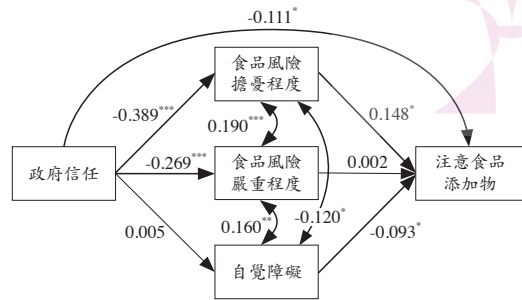 -0.111*
食品風險
擔憂程度
-0.389***
0.148*
0.190***
政府信任
-0.269***
食品風險
嚴重程度
0.002
注意食品
添加物
0.005
0.160**
-0.120*
-0.093*
自覺障礙